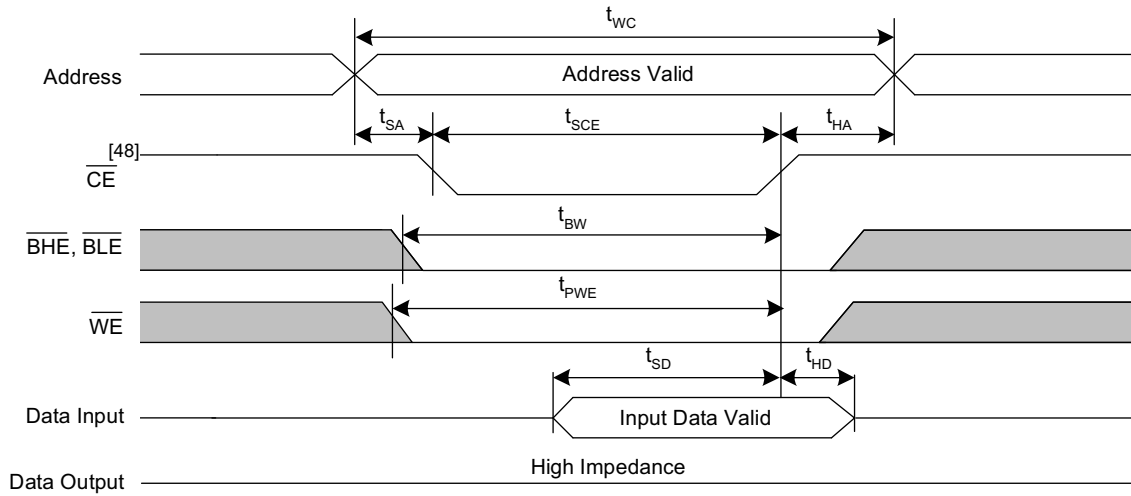 tWC
Address
Address Valid
tSA
tSCE
tHA
[48]
CE
tBW
BHE, BLE
tPWE
WE
tSD
tHD
Data Input
Input Data Valid
High Impedance
Data Output